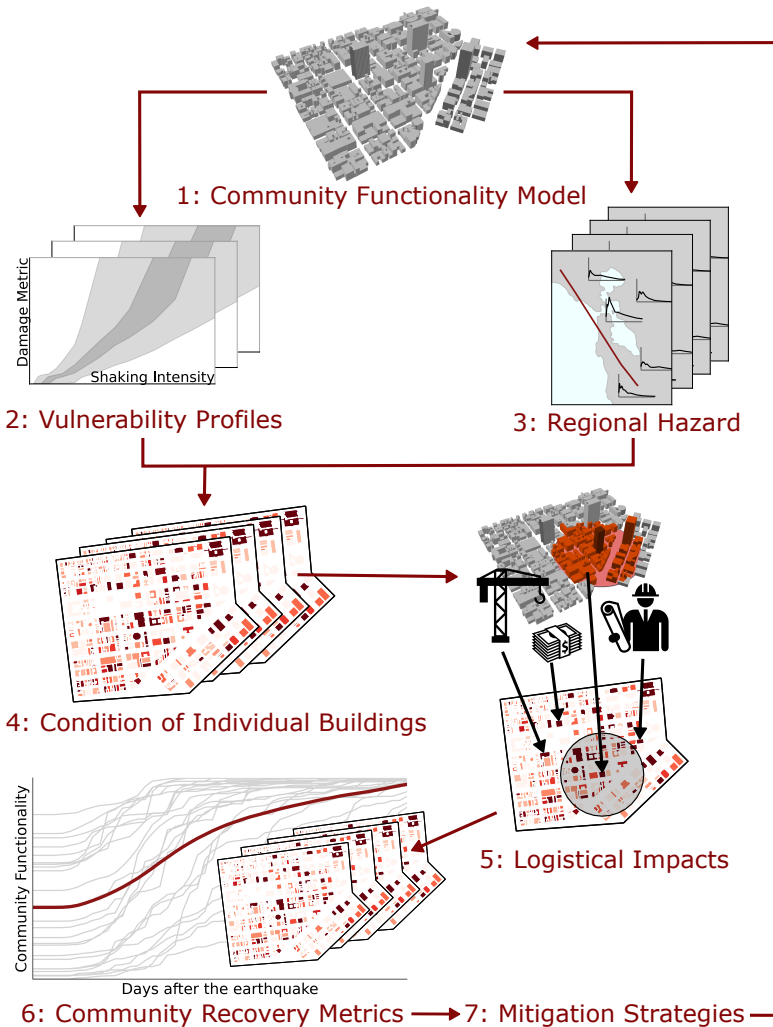 1: Community Functionality Model
Damage Metric
Shaking Intensity
2: Vulnerability Profiles
3: Regional Hazard
4: Condition of Individual Buildings
$
5: Logistical Impacts
Community Functionality
Days after the earthquake
6: Community Recovery Metrics
7: Mitigation Strategies